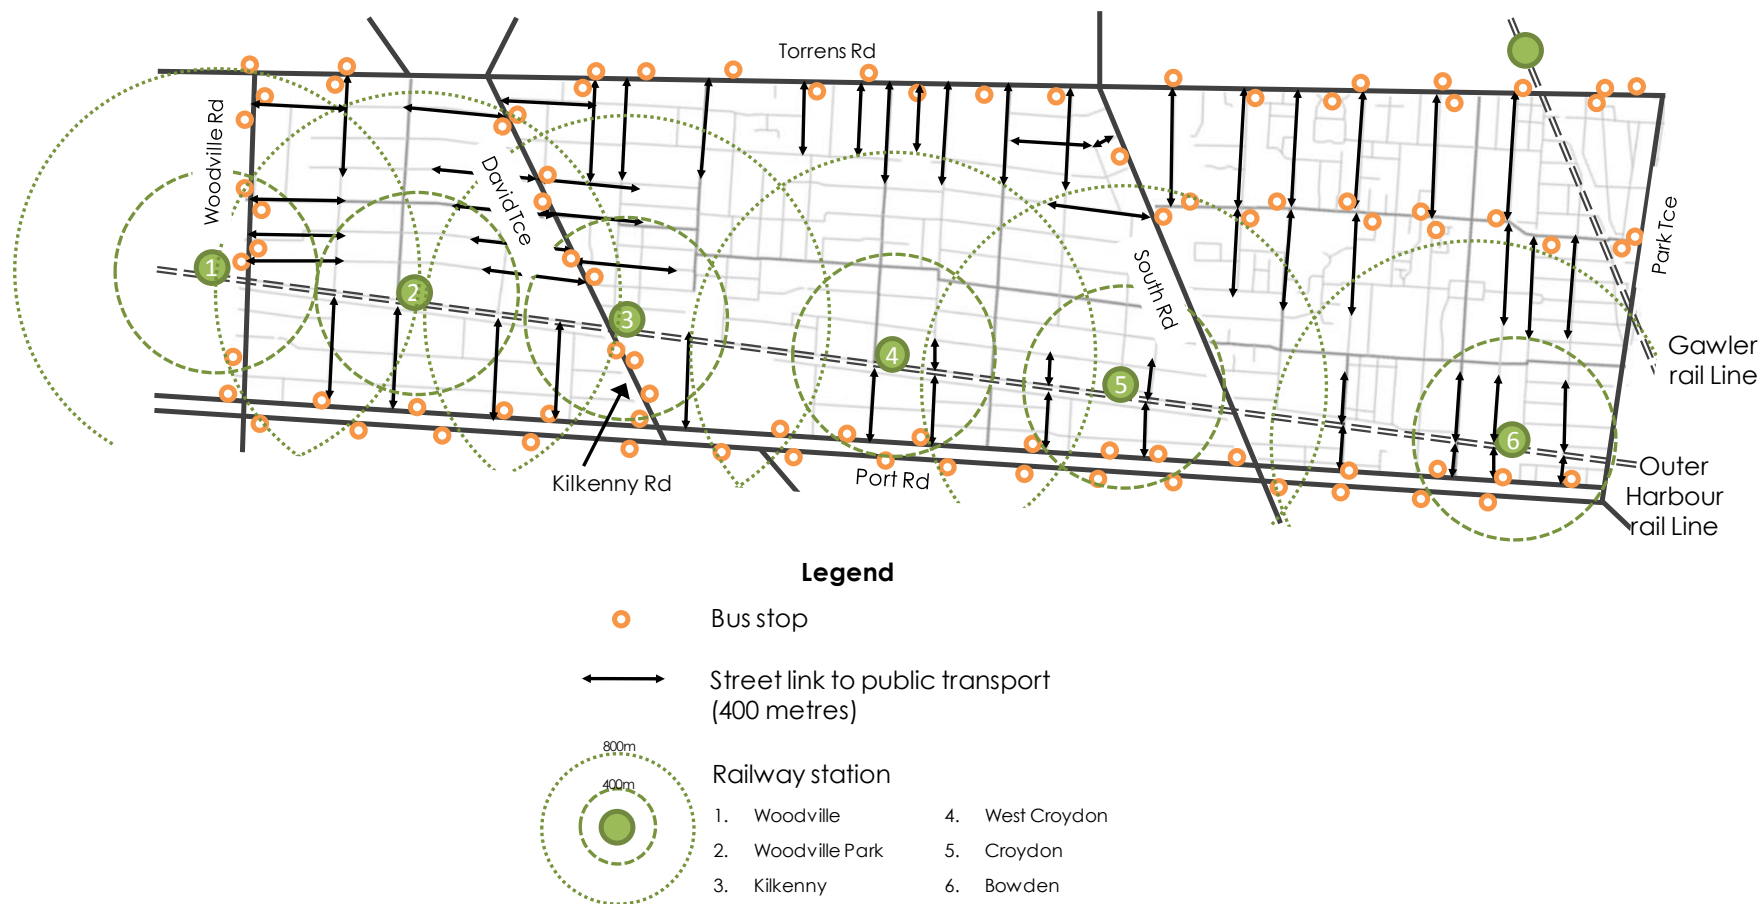 Torrens Rd
Woodville Rd
David Tce
South Rd
Park Tce
1
2
3
4
5
6
Gawler
rail Line
Kilkenny Rd
Port Rd
Outer
Harbour
rail Line
Legend
Bus stop
Street link to public transport
(400 metres)
800m
400m
Railway station
1. Woodville
2. Woodville Park
3. Kilkenny
4. West Croydon
5. Croydon
6. Bowden